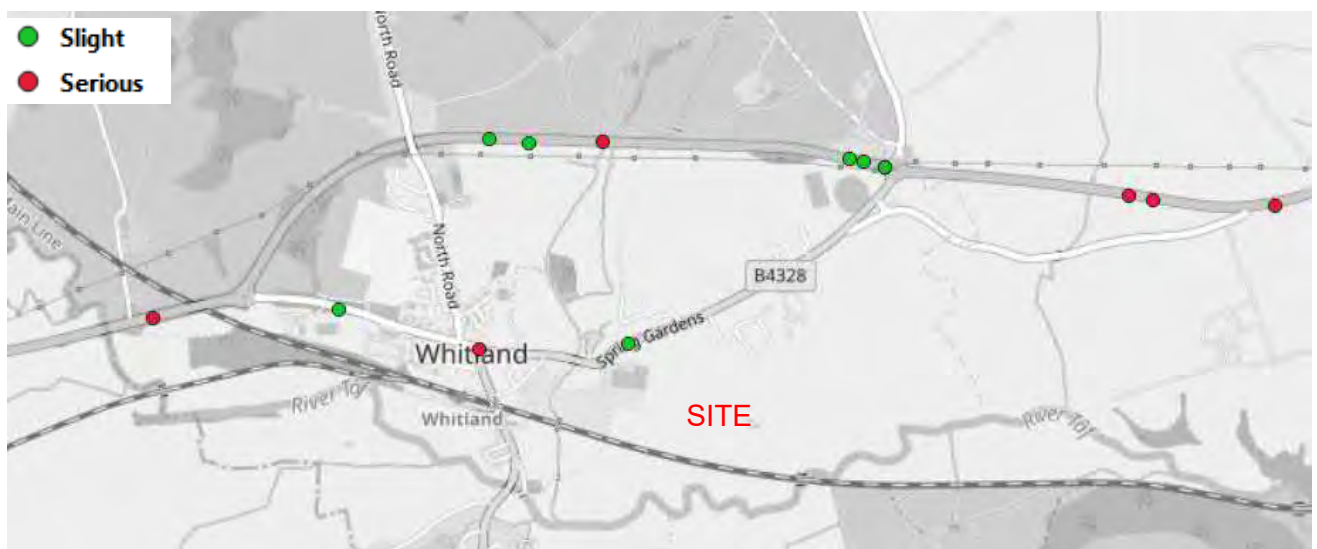 Slight
Serious
North Road
Main Line
North Road
B4328
Spring Gardens
Whitland
River Taf
Whitland
SITE
River Taf